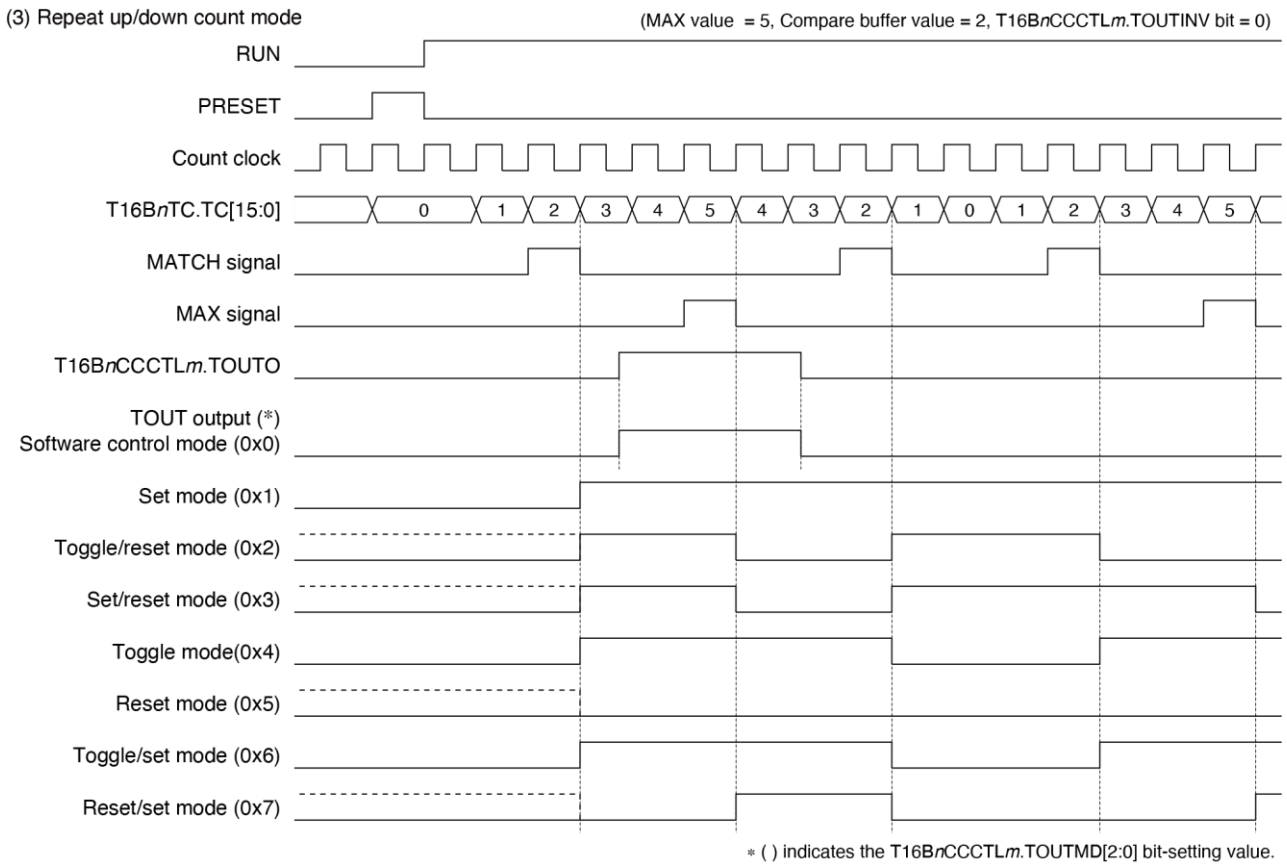 (3) Repeat up/down count mode
(MAX value = 5, Compare buffer value = 2, T16BnCCCTLm.TOUTINV bit = 0)
RUN
PRESET
Count clock
T16BnTC.TC[15:0] 0 1 2 3 4 5 4 3 2 1 0 1 2 3 4 5
MATCH signal
MAX signal
T16BnCCCTLm.TOUTO
TOUT output (*)
Software control mode (0x0)
Set mode (0x1)
Toggle/reset mode (0x2)
Set/reset mode (0x3)
Toggle mode(0x4)
Reset mode (0x5)
Toggle/set mode (0x6)
Reset/set mode (0x7)
* ( ) indicates the T16BnCCCTLm.TOUTMD[2:0] bit-setting value.